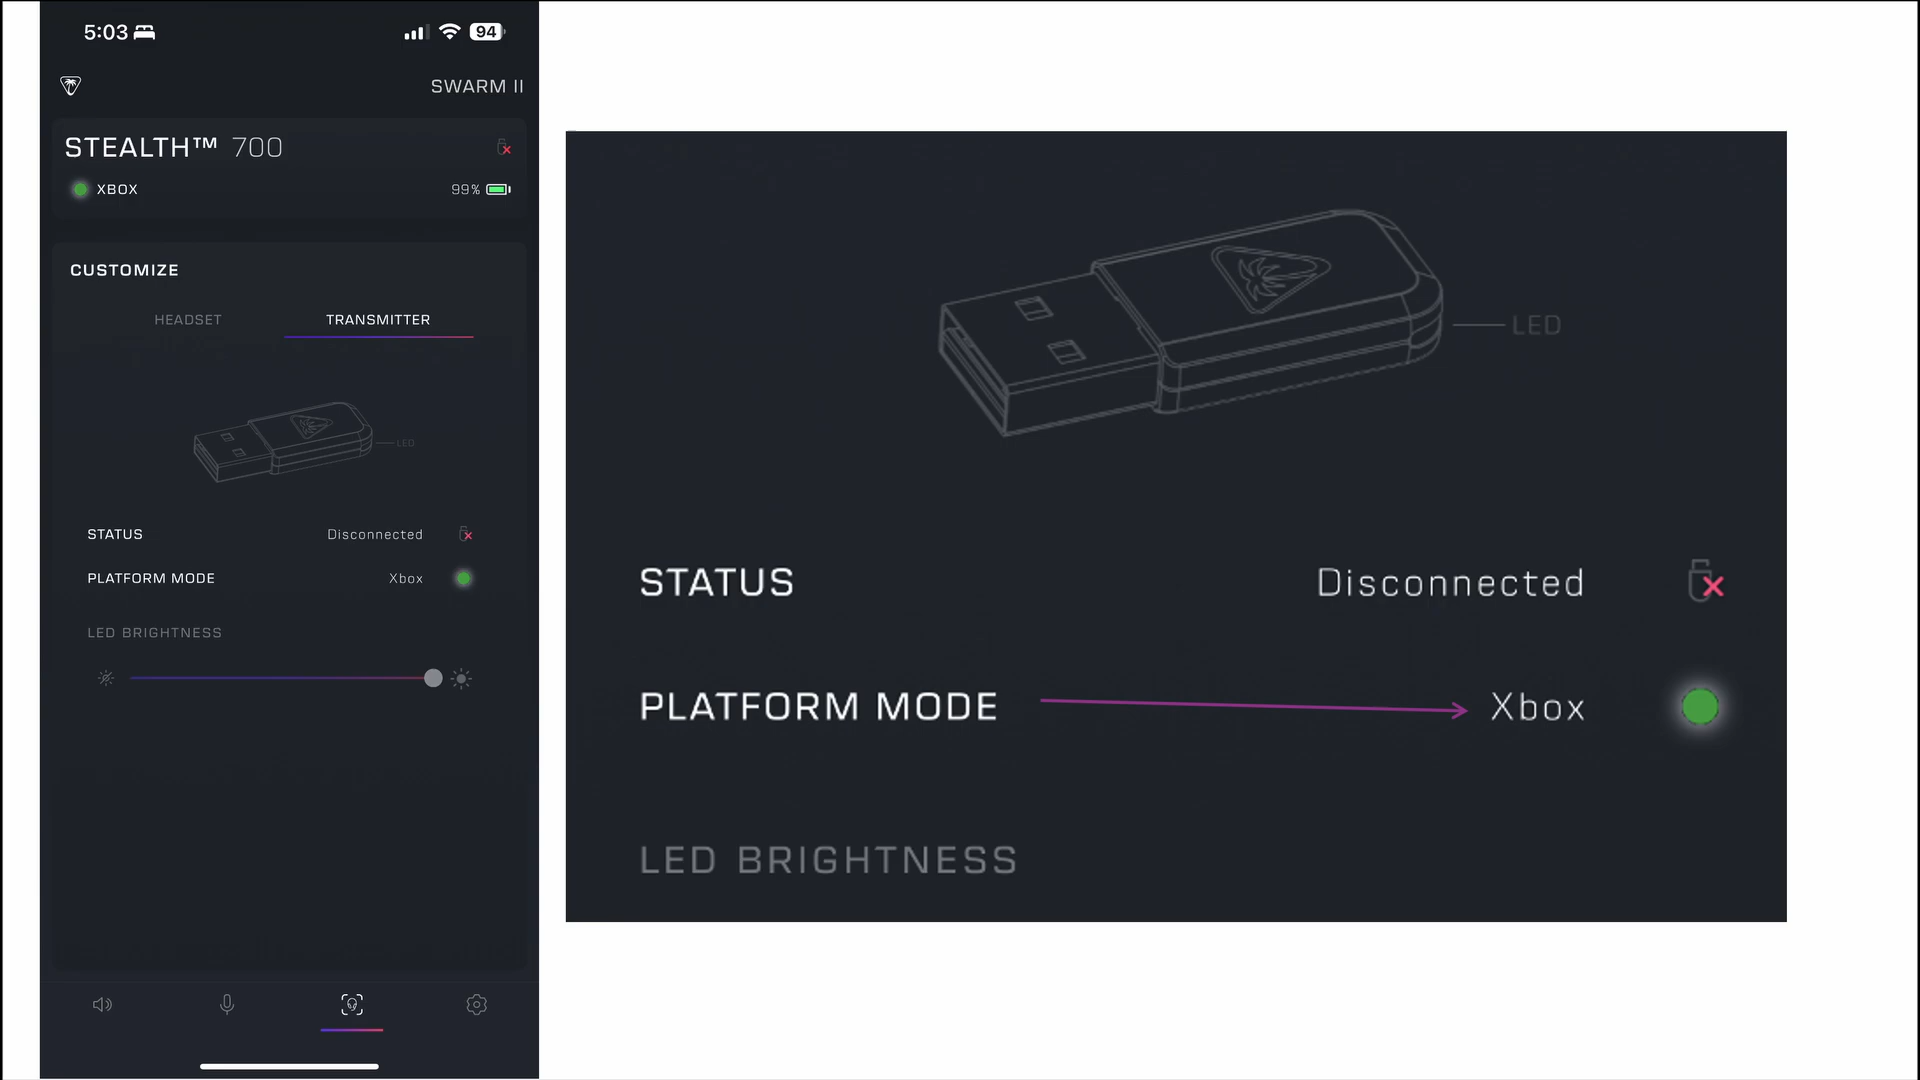 5:03
94
SWARM II
STEALTH™ 700
XBOX
99%
CUSTOMIZE
HEADSET
TRANSMITTER
LED
STATUS
Disconnected
PLATFORM MODE
Xbox
LED BRIGHTNESS
LED
STATUS
Disconnected
PLATFORM MODE
Xbox
LED BRIGHTNESS